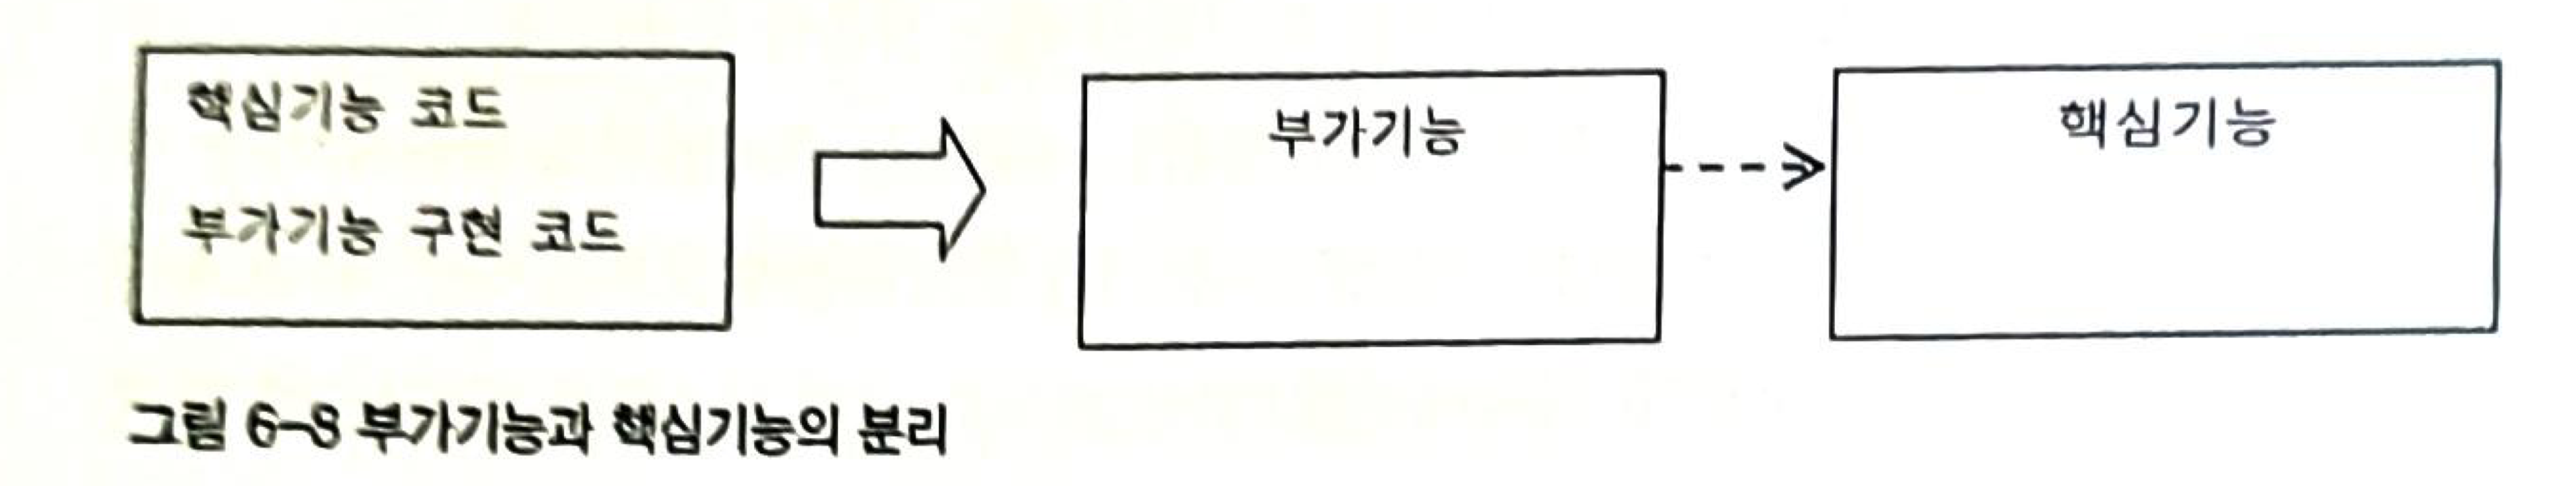 핵심기능 코드
부가기능 구현 코드
부가기능
핵심기능
그림 6-8 부가기능과 핵심기능의 분리